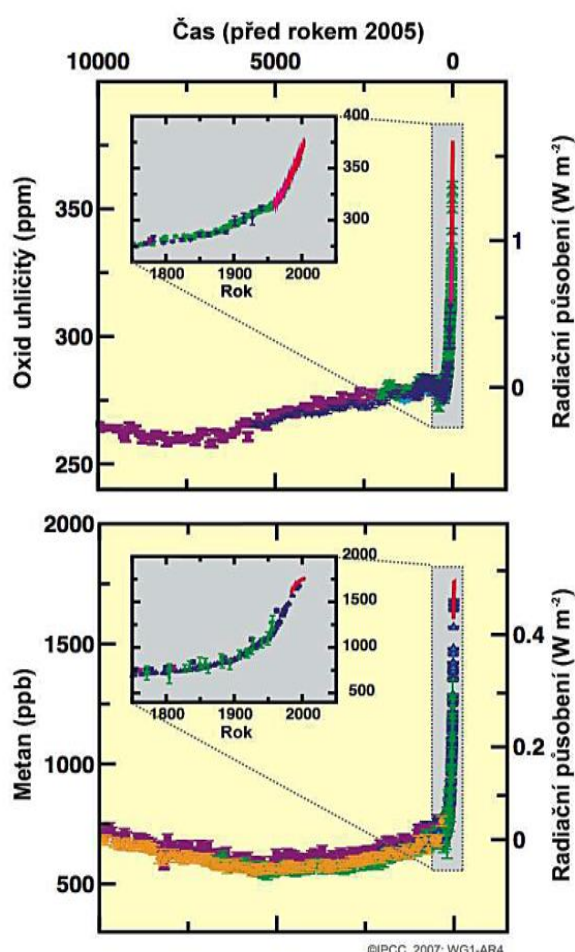 Čas (před rokem 2005)
10000 5000 0
Oxid uhličitý (ppm)
350
300
250
400
350
300
1800 1900 2000
Rok
1
0
Radiační působení (W m⁻²)
Metan (ppb)
2000
1500
1000
500
2000
1500
1000
500
1800 1900 2000
Rok
0.4
0.2
0
Radiační působení (W m⁻²)
©IPCC 2007: WG1-AR4